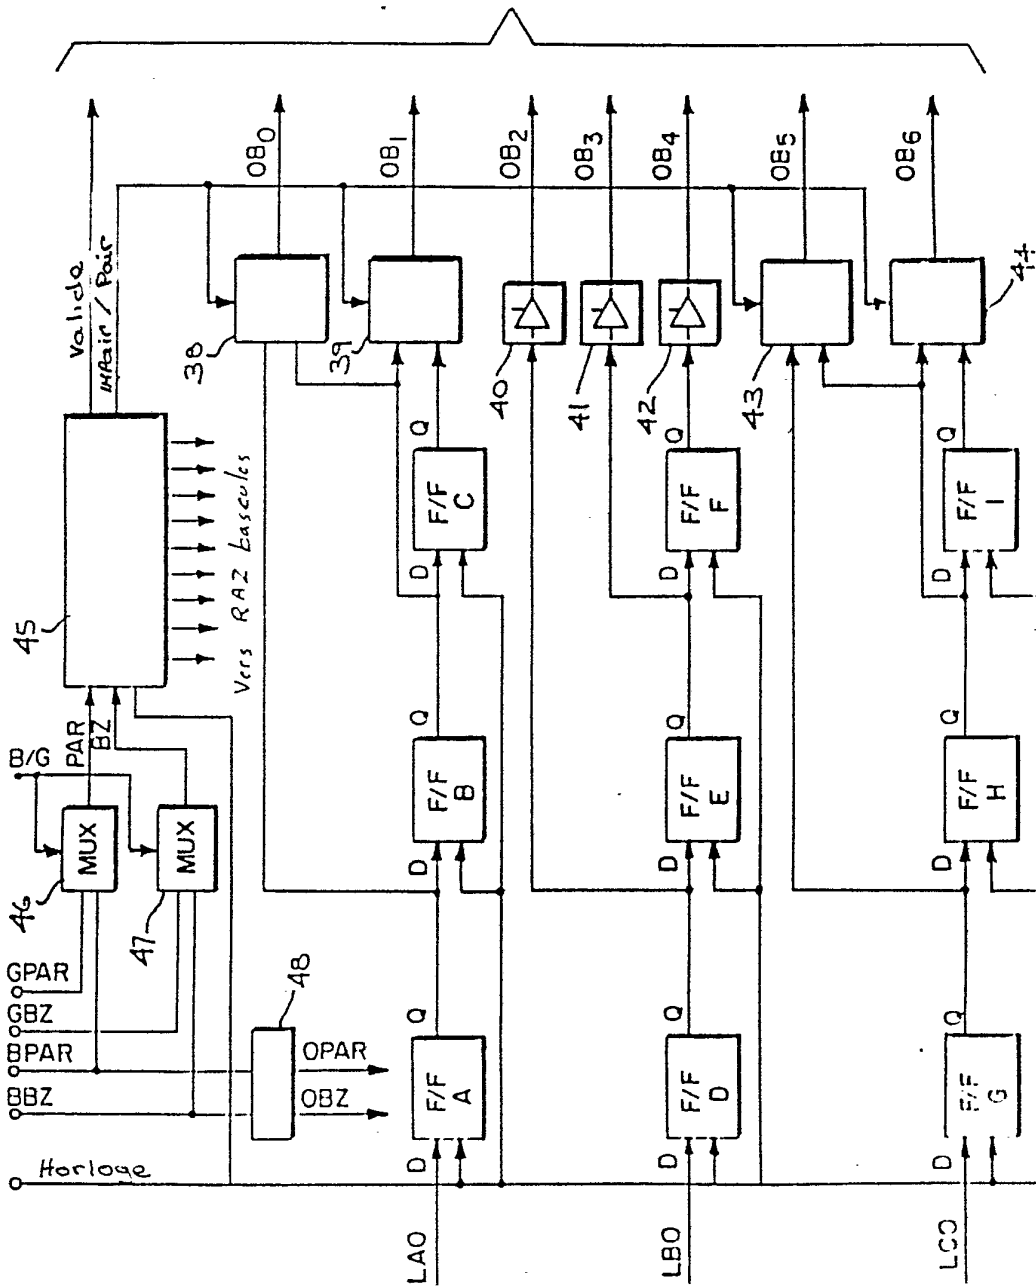 GPAR
GBZ
BPAR
BBZ
Horloge
B/G
46
MUX
47
MUX
PAR
BZ
45
Valide
IMPair / Pair
Vers RAZ bascules
48
OPAR
OBZ
38
OB0
39
OB1
LAO
D
F/F
A
Q
D
F/F
B
Q
D
F/F
C
Q
40
OB2
41
OB3
42
OB4
LBO
D
F/F
D
Q
D
F/F
E
Q
D
F/F
F
Q
43
OB5
44
OB6
LCO
D
F/F
G
Q
D
F/F
H
Q
D
F/F
I
Q